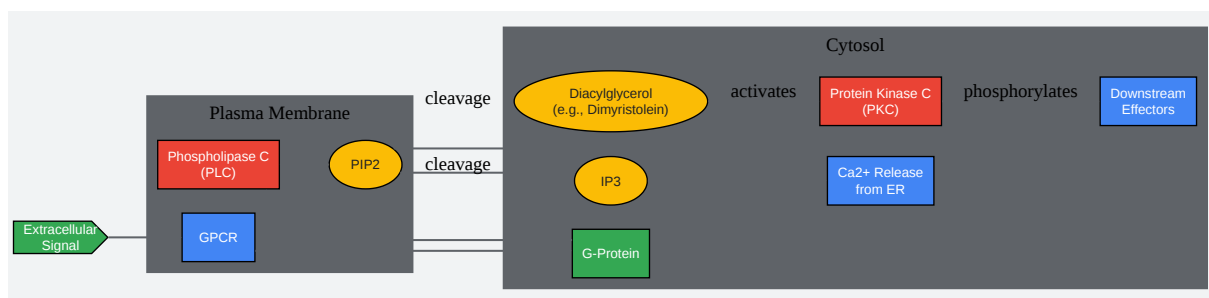 Cytosol
Plasma Membrane
Extracellular
Signal
Phospholipase C
(PLC)
PIP2
GPCR
cleavage
cleavage
Diacylglycerol
(e.g., Dimyristolein)
activates
Protein Kinase C
(PKC)
phosphorylates
Downstream
Effectors
IP3
Ca2+ Release
from ER
G-Protein